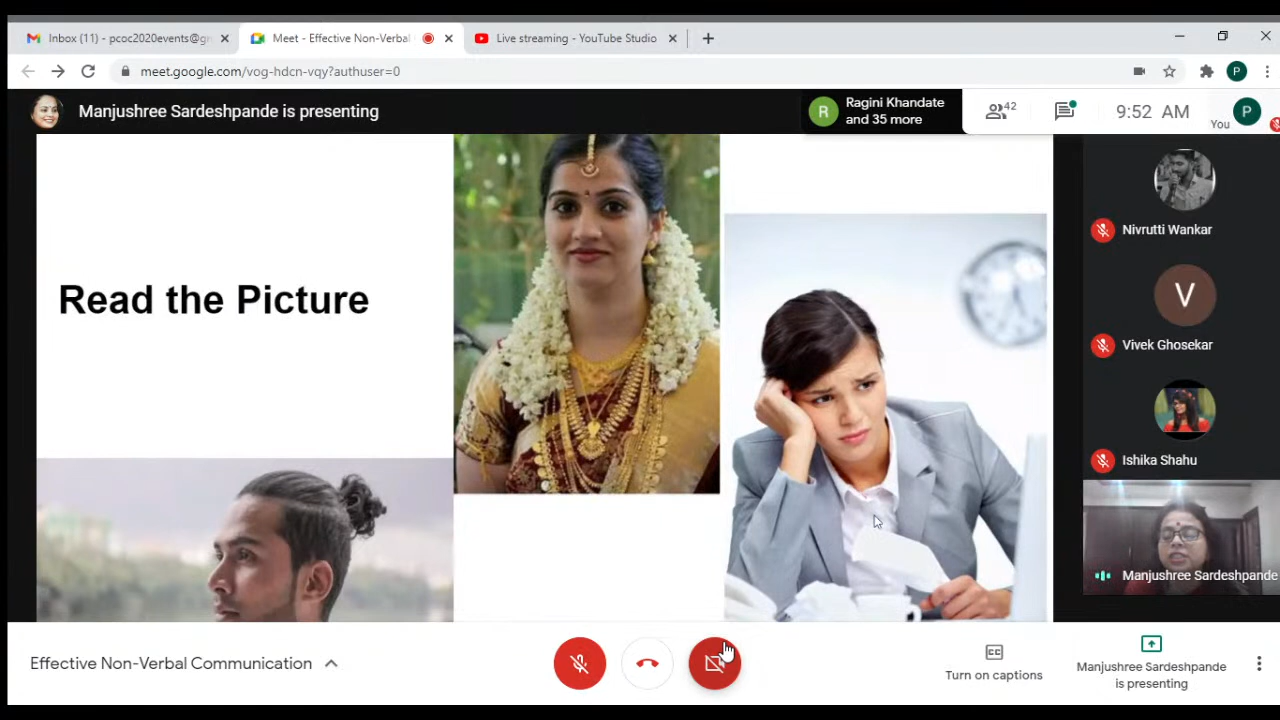 Inbox (11) - pcoc2020events@g
Meet - Effective Non-Verbal
Live streaming - YouTube Studio
meet.google.com/vog-hdcn-vqy?authuser=0
P
Manjushree Sardeshpande is presenting
R
Ragini Khandate
and 35 more
42
9:52 AM
You
P
Read the Picture
Nivrutti Wankar
V
Vivek Ghosekar
Ishika Shahu
Manjushree Sardeshpande
Effective Non-Verbal Communication
CC
Turn on captions
Manjushree Sardeshpande
is presenting